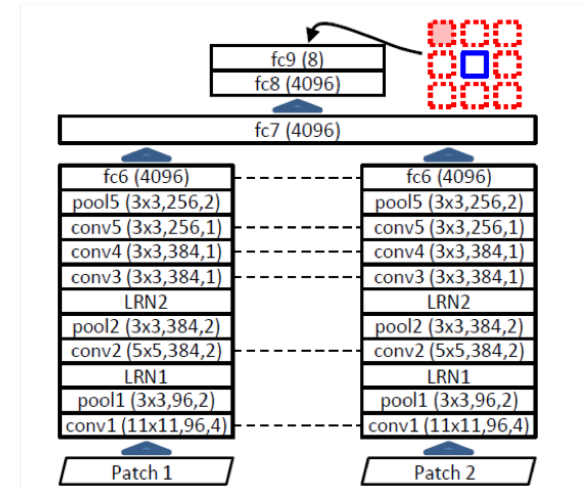 fc9 (8)
fc8 (4096)
fc7 (4096)
fc6 (4096)
pool5 (3x3,256,2)
conv5 (3x3,256,1)
conv4 (3x3,384,1)
conv3 (3x3,384,1)
LRN2
pool2 (3x3,384,2)
conv2 (5x5,384,2)
LRN1
pool1 (3x3,96,2)
conv1 (11x11,96,4)
Patch 1
fc6 (4096)
pool5 (3x3,256,2)
conv5 (3x3,256,1)
conv4 (3x3,384,1)
conv3 (3x3,384,1)
LRN2
pool2 (3x3,384,2)
conv2 (5x5,384,2)
LRN1
pool1 (3x3,96,2)
conv1 (11x11,96,4)
Patch 2